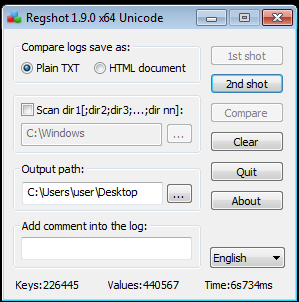 Regshot 1.9.0 x64 Unicode
Compare logs save as:
Plain TXT
HTML document
1st shot
2nd shot
Scan dir1[;dir2;dir3;...;dir nn]:
Compare
C:\Windows
...
Clear
Output path:
Quit
C:\Users\user\Desktop
...
About
Add comment into the log:
English
Keys:226445 Values:440567 Time:6s734ms